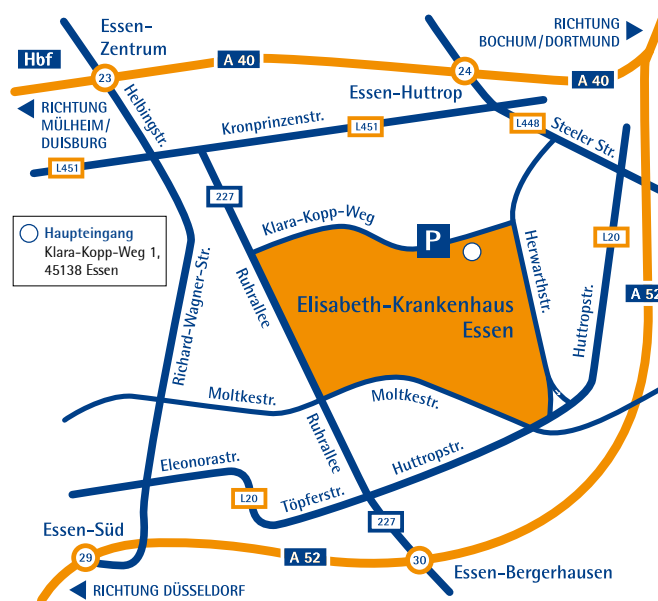 Essen-
Zentrum
Hbf
23
A 40
24
A 40
RICHTUNG
BOCHUM/DORTMUND
RICHTUNG
MÜLHEIM/
DUISBURG
Helbingstr.
Essen-Huttrop
Kronprinzenstr.
L451
L451
L448
Steeler Str.
227
Haupteingang
Klara-Kopp-Weg 1,
45138 Essen
Klara-Kopp-Weg
P
Herwarthstr.
L20
A 52
Ruhrallee
Elisabeth-Krankenhaus
Essen
Richard-Wagner-Str.
Huttropstr.
Moltkestr.
Moltkestr.
Ruhrallee
Eleonorastr.
Huttropstr.
L20
Töpferstr.
227
Essen-Süd
29
A 52
30
Essen-Bergerhausen
RICHTUNG DÜSSELDORF